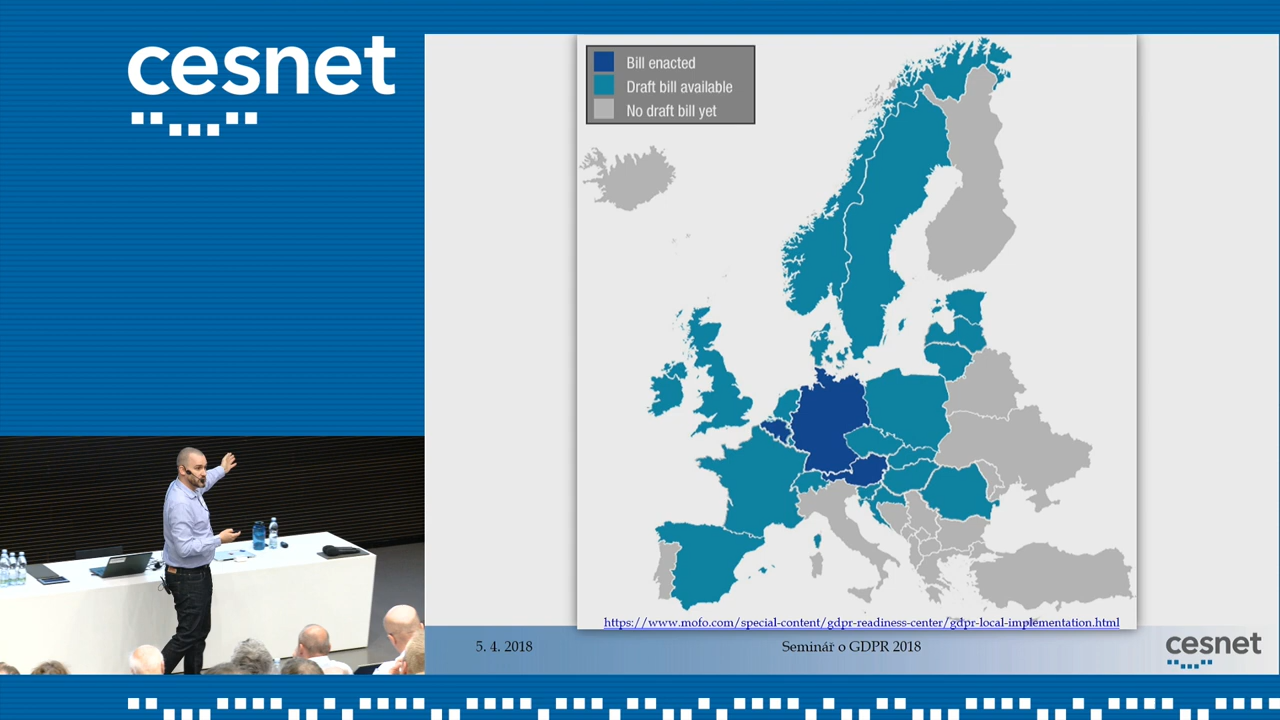 cesnet
Bill enacted
Draft bill available
No draft bill yet
https://www.mofo.com/special-content/gdpr-readiness-center/gdpr-local-implementation.html
5. 4. 2018
Seminář o GDPR 2018
cesnet